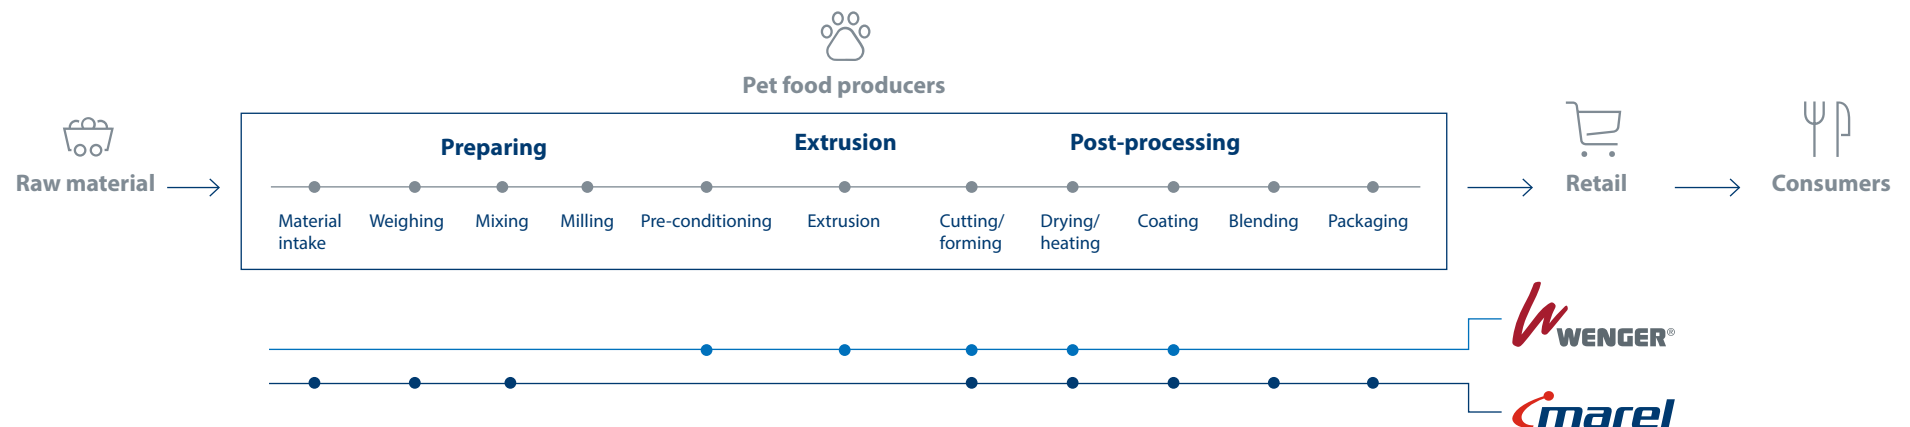 Pet food producers
Raw material
Preparing
Extrusion
Post-processing
Retail
Consumers
Material
intake
Weighing
Mixing
Milling
Pre-conditioning
Extrusion
Cutting/
forming
Drying/
heating
Coating
Blending
Packaging
WENGER®
marel